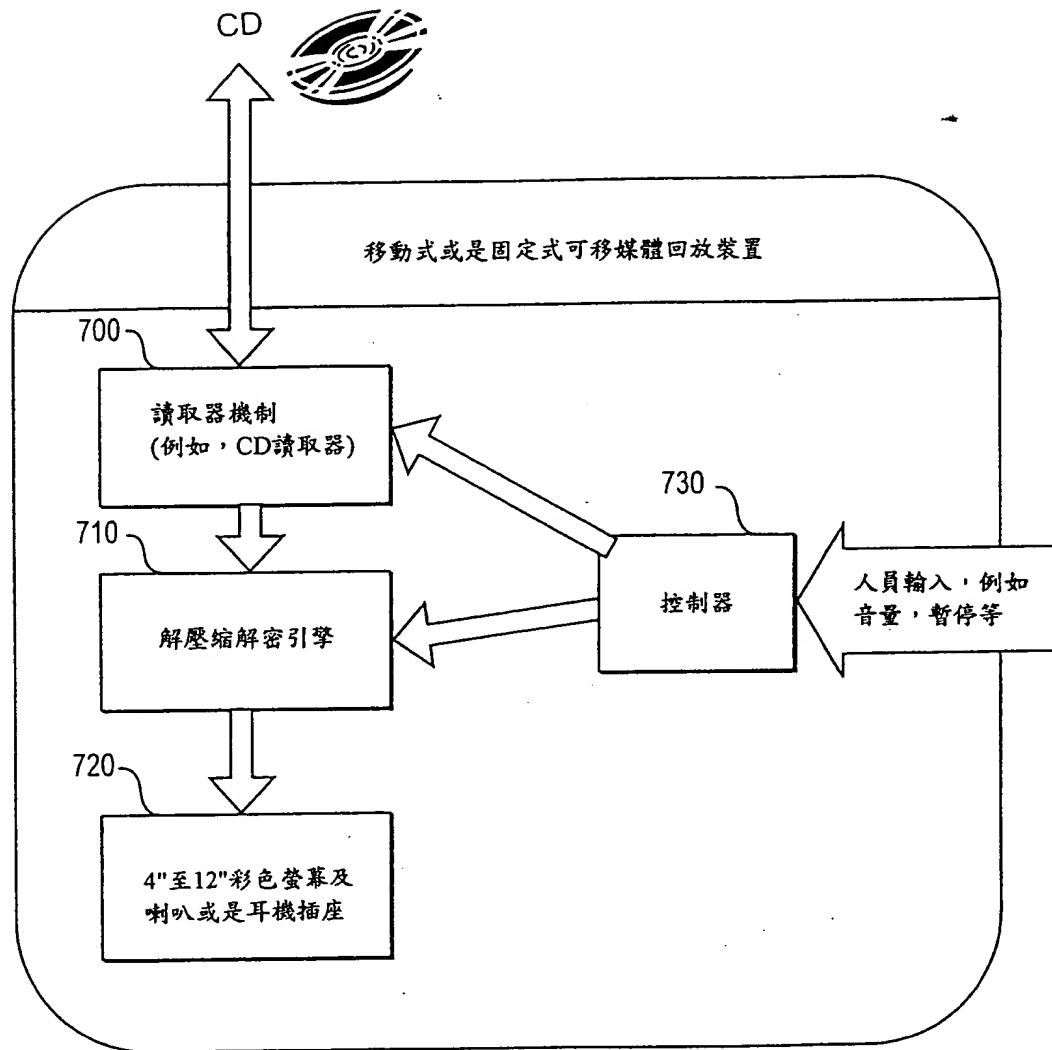 CD
移動式或是固定式可移媒體回放裝置
700
讀取器機制
(例如,CD讀取器)
710
解壓縮解密引擎
730
控制器
人員輸入,例如
音量,暫停等
720
4"至12"彩色螢幕及
喇叭或是耳機插座